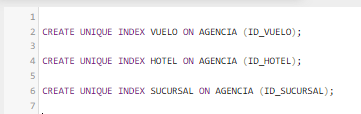 1
2 CREATE UNIQUE INDEX VUELO ON AGENCIA (ID_VUELO);
3
4 CREATE UNIQUE INDEX HOTEL ON AGENCIA (ID_HOTEL);
5
6 CREATE UNIQUE INDEX SUCURSAL ON AGENCIA (ID_SUCURSAL);
7